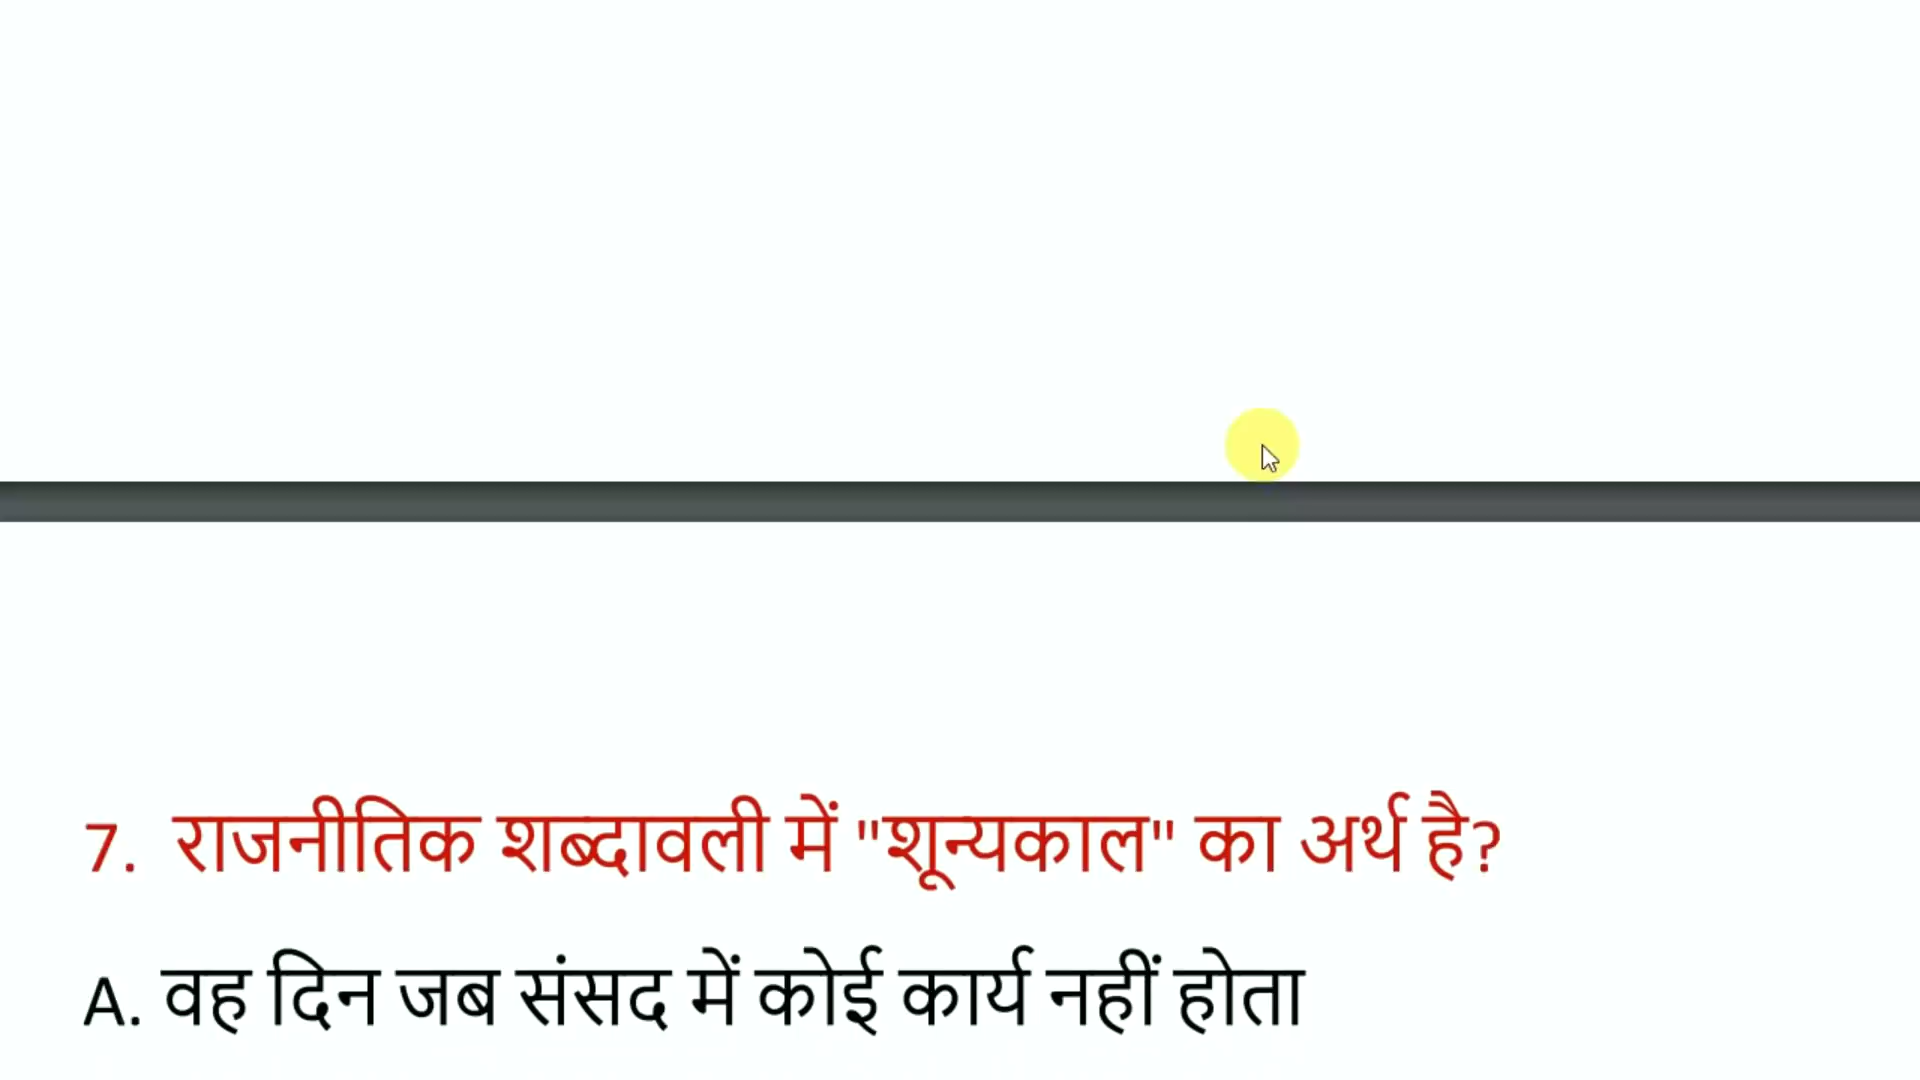 7. राजनीतिक शब्दावली में "शून्यकाल" का अर्थ है?
A. वह दिन जब संसद में कोई कार्य नहीं होता